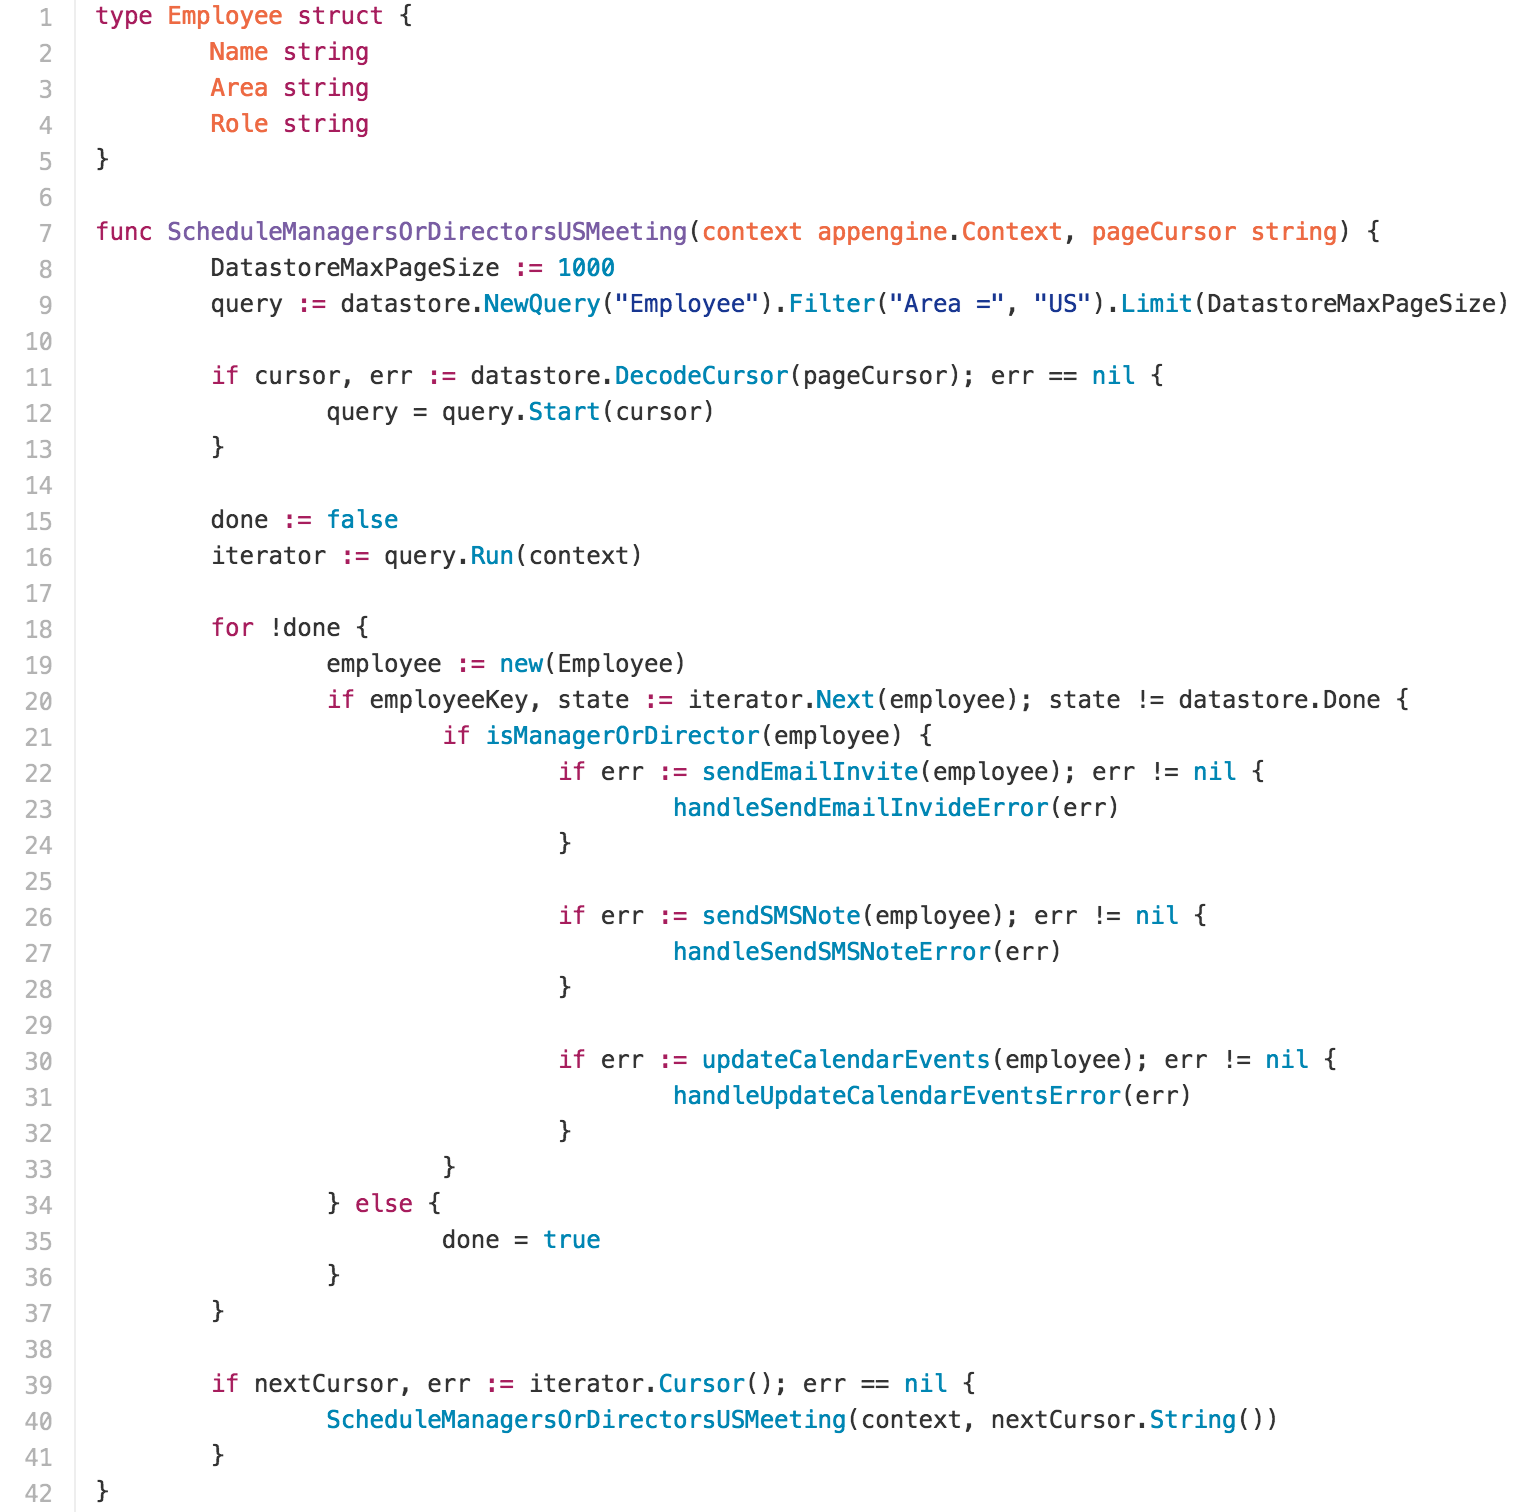 1 type Employee struct {
2 Name string
3 Area string
4 Role string
5 }
6
7 func ScheduleManagersOrDirectorsUSMeeting(context appengine.Context, pageCursor string) {
8 DatastoreMaxPageSize := 1000
9 query := datastore.NewQuery("Employee").Filter("Area =", "US").Limit(DatastoreMaxPageSize)
10
11 if cursor, err := datastore.DecodeCursor(pageCursor); err == nil {
12 query = query.Start(cursor)
13 }
14
15 done := false
16 iterator := query.Run(context)
17
18 for !done {
19 employee := new(Employee)
20 if employeeKey, state := iterator.Next(employee); state != datastore.Done {
21 if isManagerOrDirector(employee) {
22 if err := sendEmailInvite(employee); err != nil {
23 handleSendEmailInvideError(err)
24 }
25
26 if err := sendSMSNote(employee); err != nil {
27 handleSendSMSNoteError(err)
28 }
29
30 if err := updateCalendarEvents(employee); err != nil {
31 handleUpdateCalendarEventsError(err)
32 }
33 }
34 } else {
35 done = true
36 }
37 }
38
39 if nextCursor, err := iterator.Cursor(); err == nil {
40 ScheduleManagersOrDirectorsUSMeeting(context, nextCursor.String())
41 }
42 }